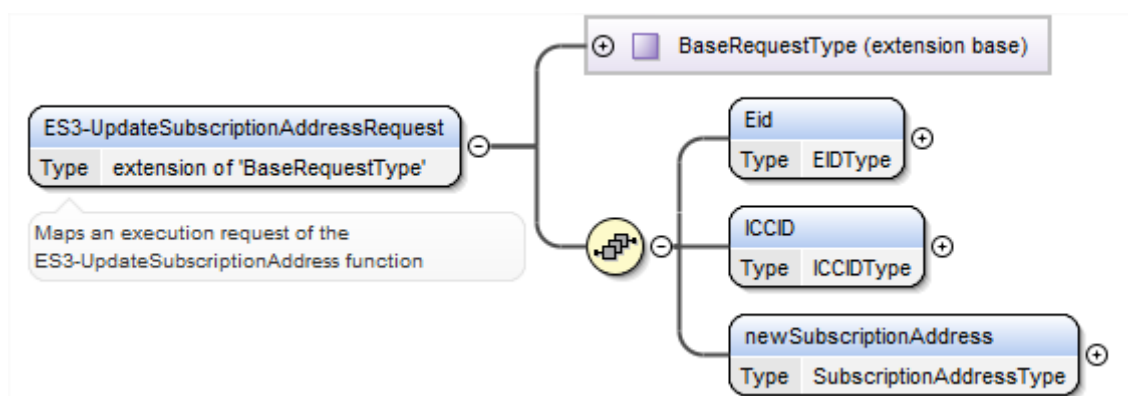 BaseRequestType (extension base)
ES3-UpdateSubscriptionAddressRequest
Type extension of 'BaseRequestType'
Maps an execution request of the
ES3-UpdateSubscriptionAddress function
Eid
Type EIDType
ICCID
Type ICCIDType
newSubscriptionAddress
Type SubscriptionAddressType